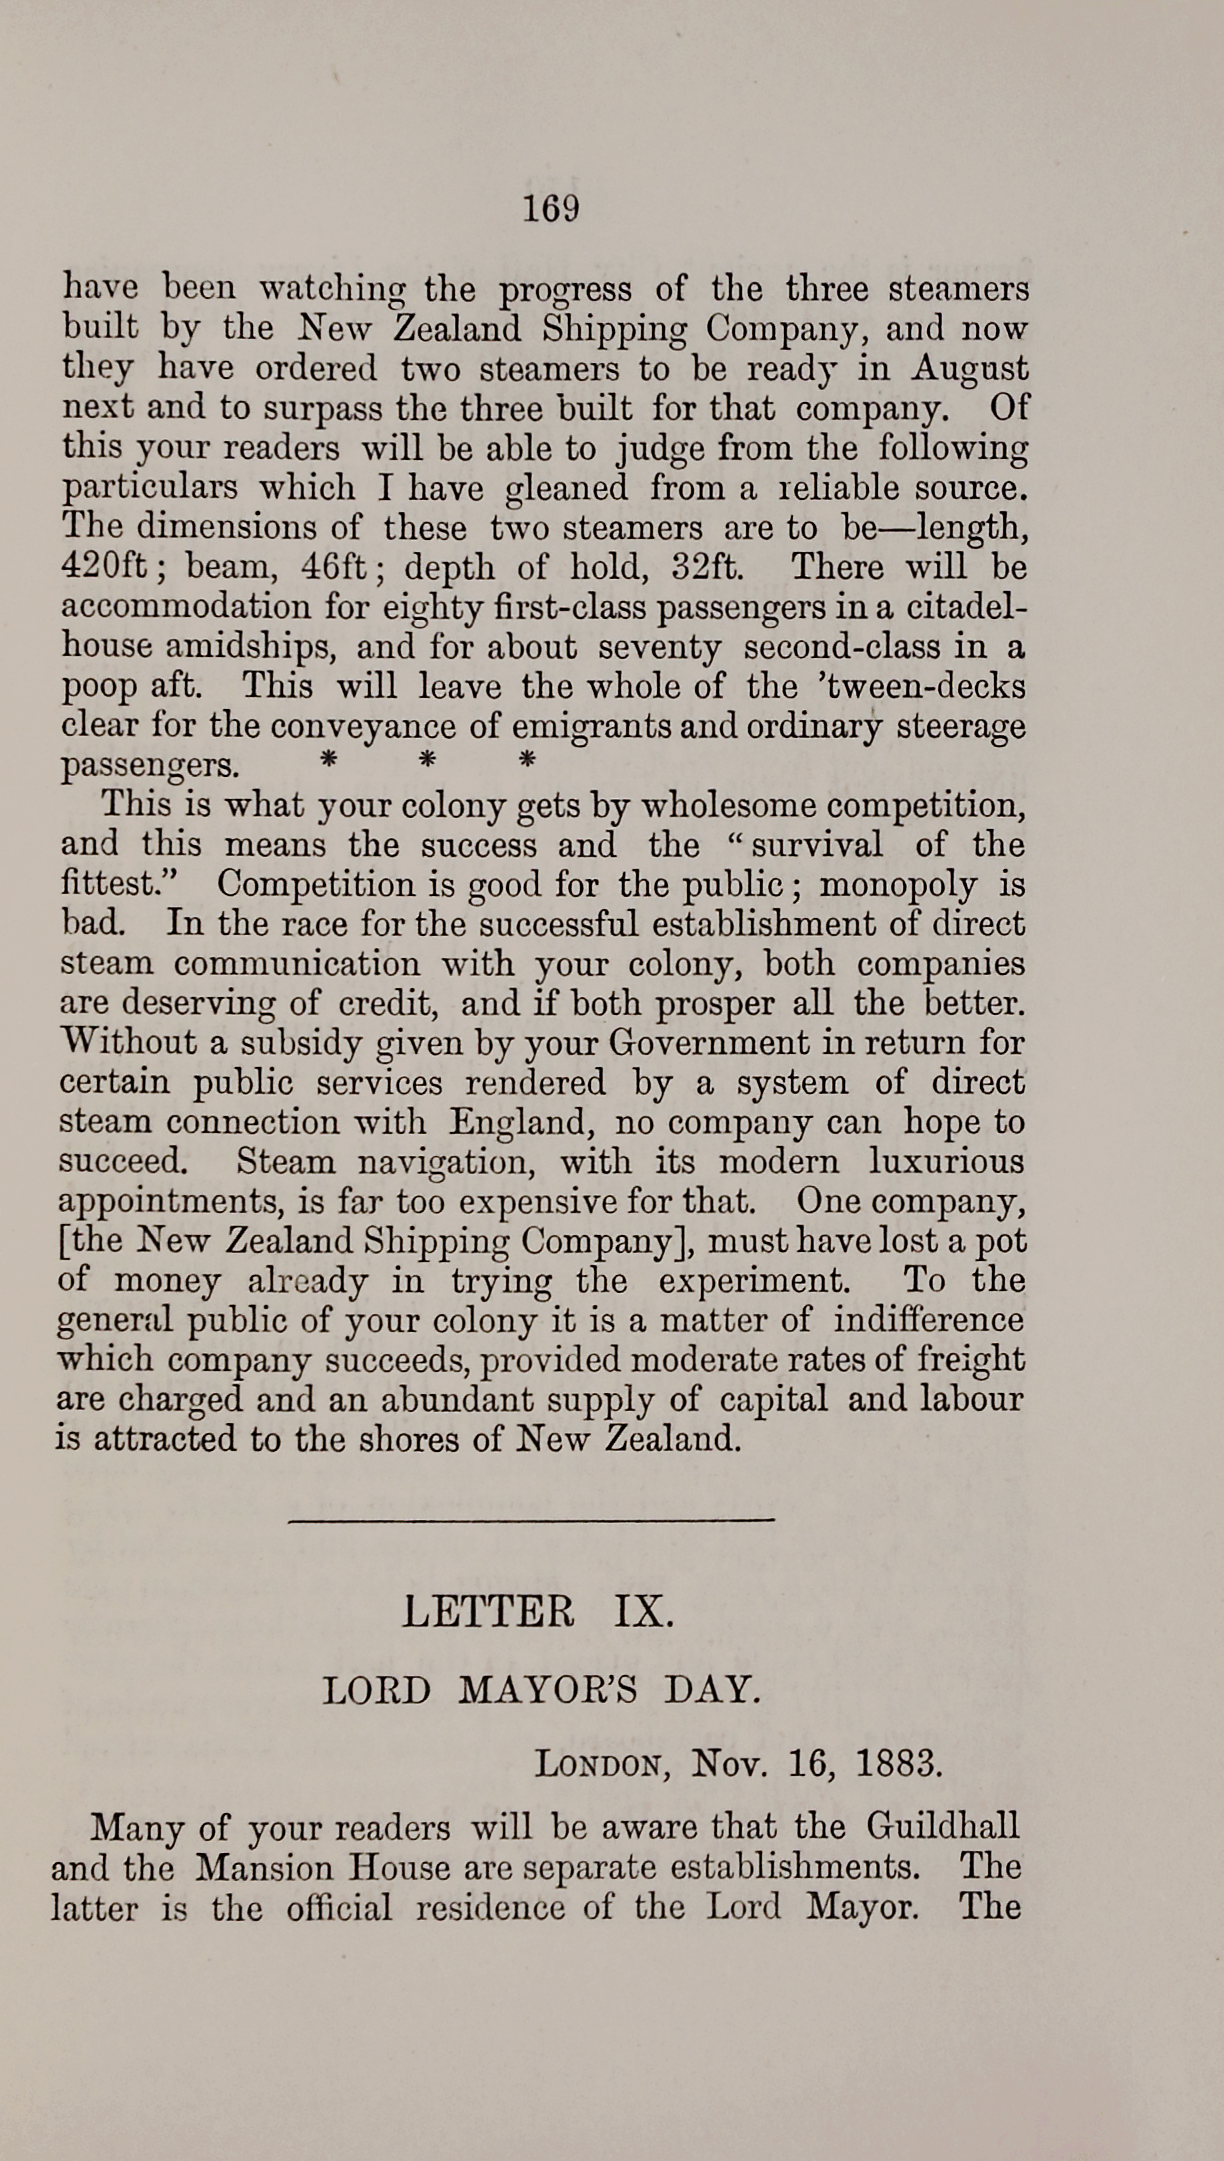 169
have been watching the progress of the three steamers
built by the New Zealand Shipping Company, and now
they have ordered two steamers to be ready in August
next and to surpass the three built for that company. Of
this your readers will be able to judge from the following
particulars which I have gleaned from a reliable source.
The dimensions of these two steamers are to be—length,
420ft ; beam, 46ft ; depth of hold, 32ft. There will be
accommodation for eighty first-class passengers in a citadel-
house amidships, and for about seventy second-class in a
poop aft. This will leave the whole of the ’tween-decks
clear for the conveyance of emigrants and ordinary steerage
passengers. * * *
This is what your colony gets by wholesome competition,
and this means the success and the “ survival of the
fittest.” Competition is good for the public ; monopoly is
bad. In the race for the successful establishment of direct
steam communication with your colony, both companies
are deserving of credit, and if both prosper all the better.
Without a subsidy given by your Government in return for
certain public services rendered by a system of direct
steam connection with England, no company can hope to
succeed. Steam navigation, with its modern luxurious
appointments, is far too expensive for that. One company,
[the New Zealand Shipping Company], must have lost a pot
of money already in trying the experiment. To the
general public of your colony it is a matter of indifference
which company succeeds, provided moderate rates of freight
are charged and an abundant supply of capital and labour
is attracted to the shores of New Zealand.
LETTER IX.
LORD MAYOR’S DAY.
LONDON, Nov. 16, 1883.
Many of your readers will be aware that the Guildhall
and the Mansion House are separate establishments. The
latter is the official residence of the Lord Mayor. The